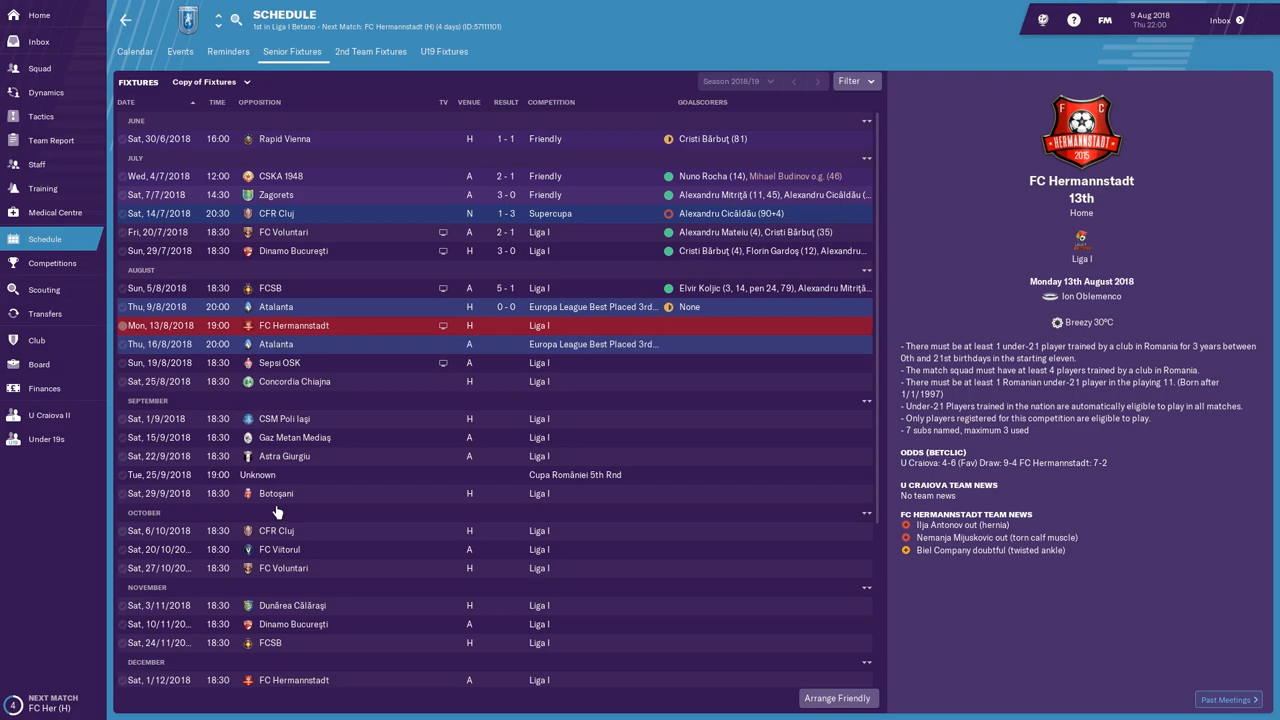 Home
SCHEDULE
1st in Liga I Betano - Next Match: FC Hermannstadt (H) (4 days) (ID:57111101)
FM
9 Aug 2018
Thu 22:00
Inbox
Inbox
Squad
Dynamics
Tactics
Team Report
Staff
Training
Medical Centre
Schedule
Competitions
Scouting
Transfers
Club
Board
Finances
U Craiova II
Under 19s
4
NEXT MATCH
FC Her (H)
Calendar Events Reminders Senior Fixtures 2nd Team Fixtures U19 Fixtures
FIXTURES Copy of Fixtures Season 2018/19 Filter
DATE TIME OPPOSITION TV VENUE RESULT COMPETITION GOALSCORERS
JUNE
Sat, 30/6/2018 16:00 Rapid Vienna H 1 - 1 Friendly Cristi Bărbuţ (81)
JULY
Wed, 4/7/2018 12:00 CSKA 1948 A 2 - 1 Friendly Nuno Rocha (14), Mihael Budinov o.g. (46)
Sat, 7/7/2018 14:30 Zagorets A 3 - 0 Friendly Alexandru Mitriţă (11, 45), Alexandru Cicâldău (...
Sat, 14/7/2018 20:30 CFR Cluj N 1 - 3 Supercupa Alexandru Cicâldău (90+4)
Fri, 20/7/2018 18:30 FC Voluntari A 2 - 1 Liga I Alexandru Mateiu (4), Cristi Bărbuţ (35)
Sun, 29/7/2018 18:30 Dinamo Bucureşti H 3 - 0 Liga I Cristi Bărbuţ (4), Florin Gardoş (12), Alexandru...
AUGUST
Sun, 5/8/2018 18:30 FCSB A 5 - 1 Liga I Elvir Koljic (3, 14, pen 24, 79), Alexandru Mitriţă...
Thu, 9/8/2018 20:00 Atalanta H 0 - 0 Europa League Best Placed 3rd... None
Mon, 13/8/2018 19:00 FC Hermannstadt H Liga I
Thu, 16/8/2018 20:00 Atalanta A Europa League Best Placed 3rd...
Sun, 19/8/2018 18:30 Sepsi OSK A Liga I
Sat, 25/8/2018 18:30 Concordia Chiajna H Liga I
SEPTEMBER
Sat, 1/9/2018 18:30 CSM Poli Iaşi H Liga I
Sat, 15/9/2018 18:30 Gaz Metan Mediaş A Liga I
Sat, 22/9/2018 18:30 Astra Giurgiu A Liga I
Tue, 25/9/2018 19:00 Unknown Cupa României 5th Rnd
Sat, 29/9/2018 18:30 Botoşani H Liga I
OCTOBER
Sat, 6/10/2018 18:30 CFR Cluj H Liga I
Sat, 20/10/20... 18:30 FC Viitorul A Liga I
Sat, 27/10/20... 18:30 FC Voluntari H Liga I
NOVEMBER
Sat, 3/11/2018 18:30 Dunărea Călăraşi H Liga I
Sat, 10/11/20... 18:30 Dinamo Bucureşti A Liga I
Sat, 24/11/20... 18:30 FCSB H Liga I
DECEMBER
Sat, 1/12/2018 18:30 FC Hermannstadt A Liga I
Arrange Friendly
F C
HERMANNSTADT
2015
FC Hermannstadt
13th
Home
Liga I
Monday 13th August 2018
Ion Oblemenco
Breezy 30ºC
- There must be at least 1 under-21 player trained by a club in Romania for 3 years between
0th and 21st birthdays in the starting eleven.
- The match squad must have at least 4 players trained by a club in Romania.
- There must be at least 1 Romanian under-21 player in the playing 11. (Born after
1/1/1997)
- Under-21 Players trained in the nation are automatically eligible to play in all matches.
- Only players registered for this competition are eligible to play.
- 7 subs named, maximum 3 used
ODDS (BETCLIC)
U Craiova: 4-6 (Fav) Draw: 9-4 FC Hermannstadt: 7-2
U CRAIOVA TEAM NEWS
No team news
FC HERMANNSTADT TEAM NEWS
Ilja Antonov out (hernia)
Nemanja Mijuskovic out (torn calf muscle)
Biel Company doubtful (twisted ankle)
Past Meetings